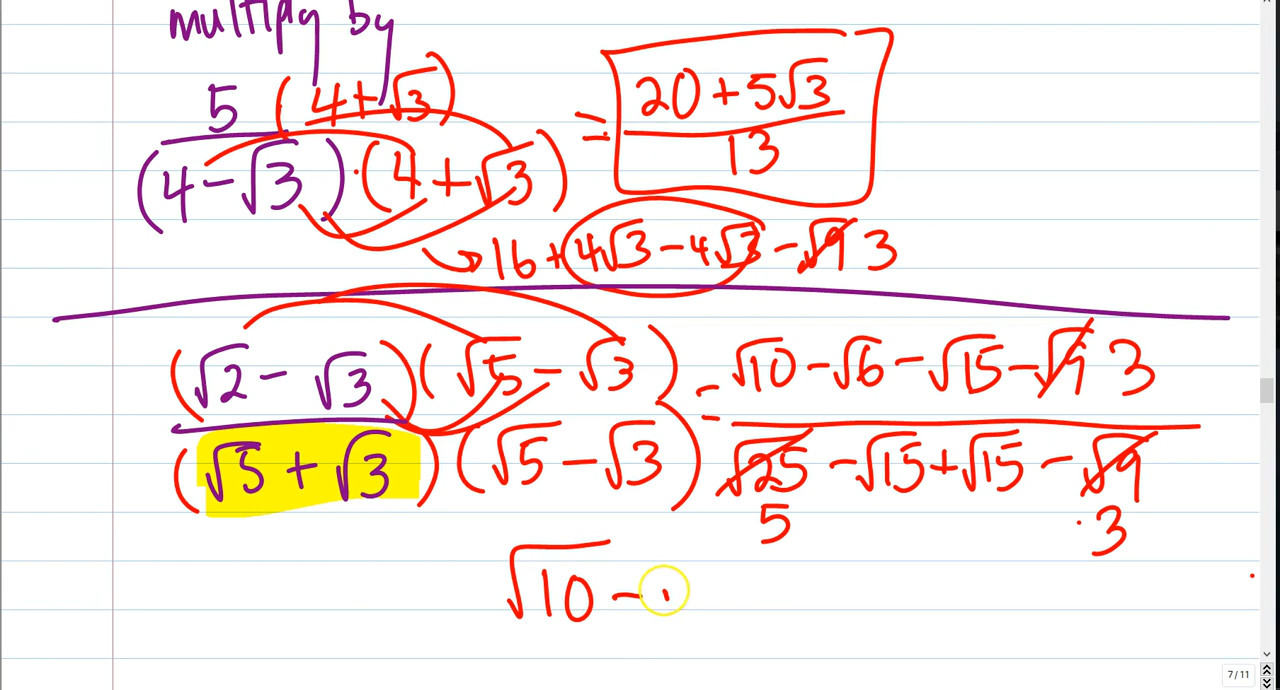 multiply by
5 (4+√3)
(4-√3)·(4+√3) = 20+5√3
13
→16+4√3-4√3-√9 3
(√2-√3)(√5-√3) = √10-√6-√15-√9 3
(√5+√3)(√5-√3) √25-√15+√15-√9
5 3
√10-
7/11